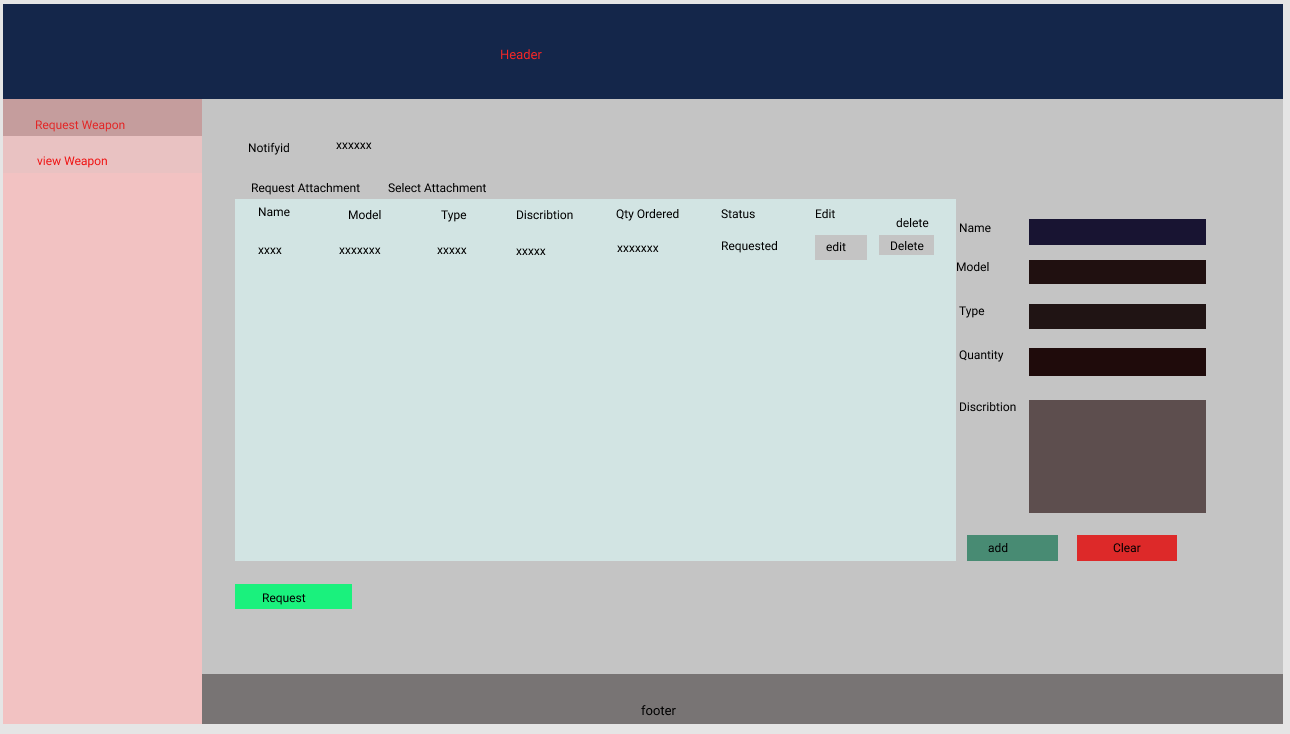 Header
Request Weapon
view Weapon
Notifyid xxxxxx
Request Attachment Select Attachment
Name Model Type Discribtion Qty Ordered Status Edit delete
xxxx xxxxxxx xxxxx xxxxx xxxxxxx Requested edit Delete
Name
Model
Type
Quantity
Discribtion
add Clear
Request
footer